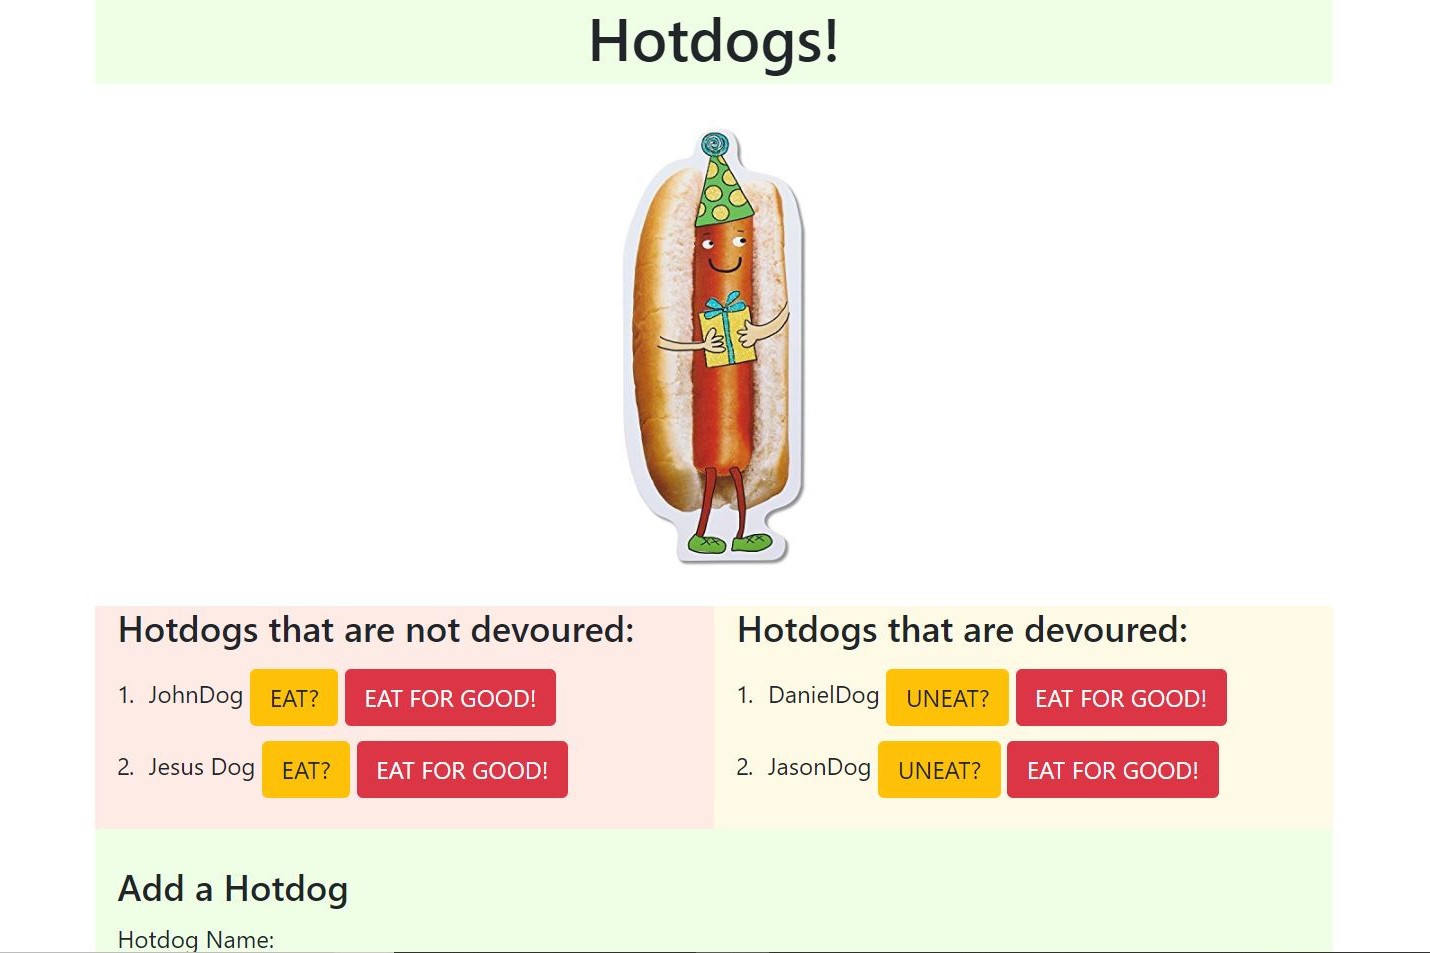 Hotdogs!
Hotdogs that are not devoured:
1. JohnDog EAT? EAT FOR GOOD!
2. Jesus Dog EAT? EAT FOR GOOD!
Hotdogs that are devoured:
1. DanielDog UNEAT? EAT FOR GOOD!
2. JasonDog UNEAT? EAT FOR GOOD!
Add a Hotdog
Hotdog Name: